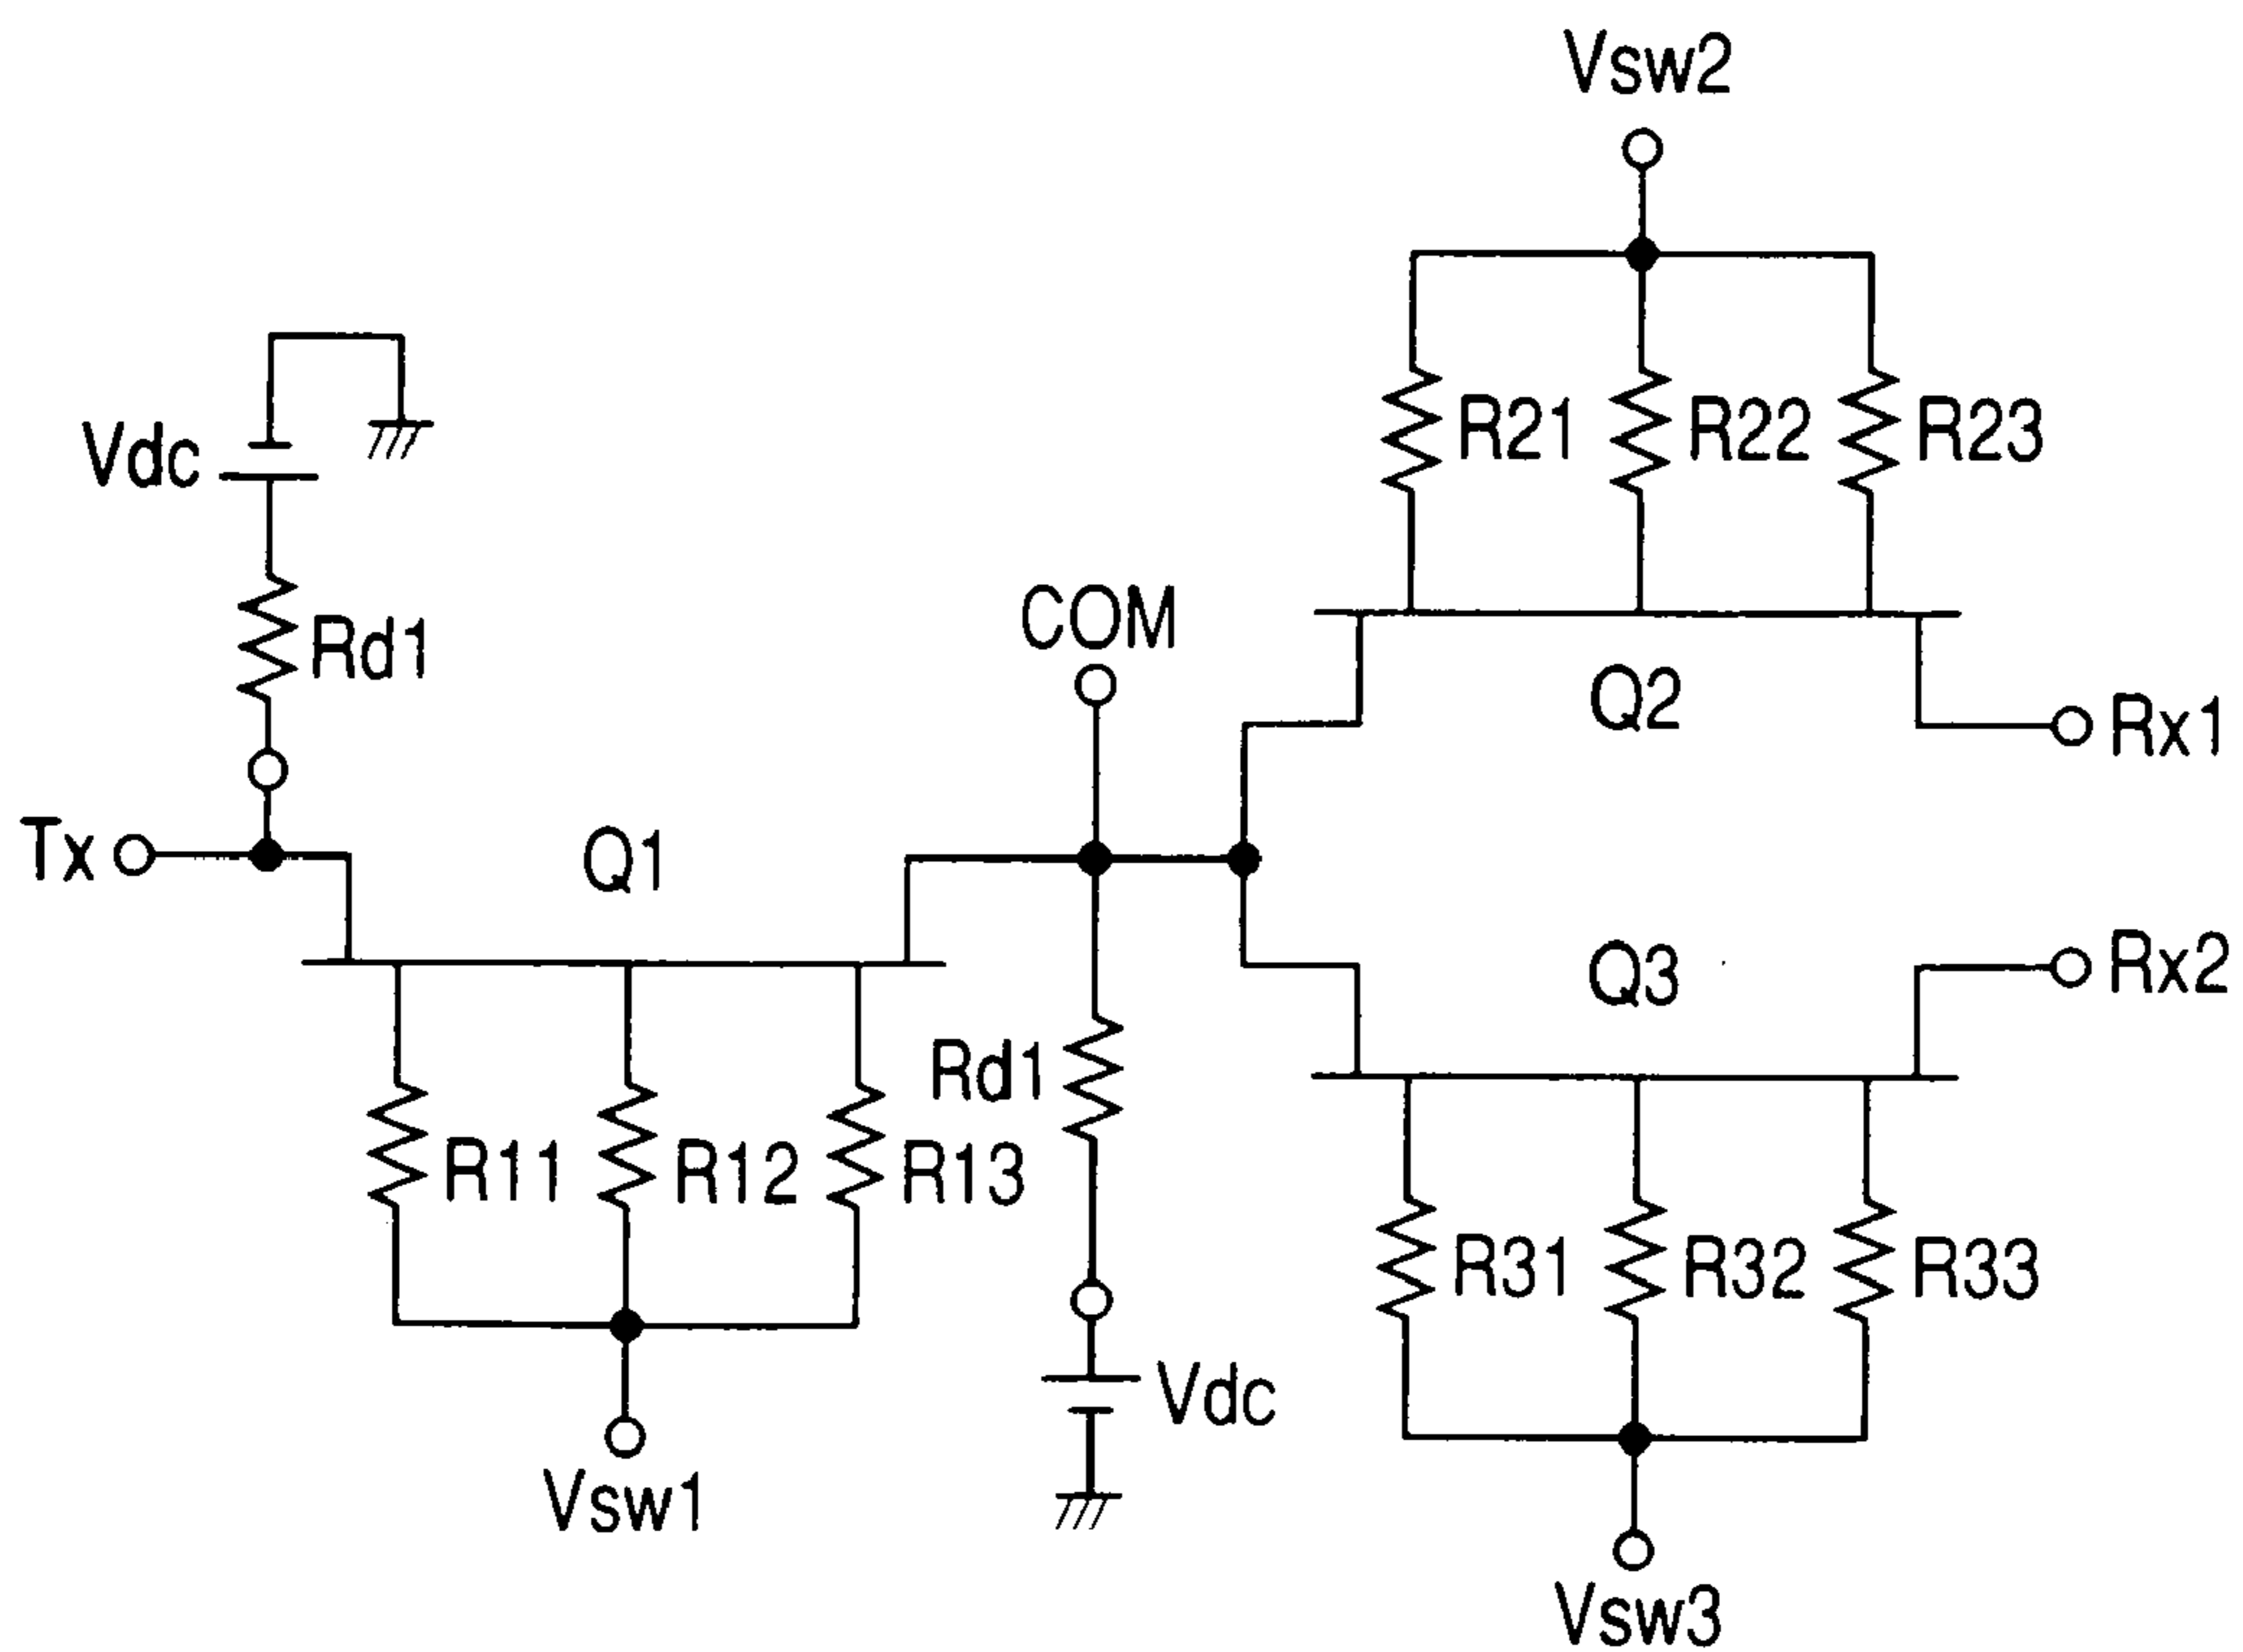 Vsw2
R21
R22
R23
Vdc
Rd1
COM
Q2
Rx1
Tx
Q1
Rx2
Q3
Rd1
R11
R12
R13
R31
R32
R33
Vdc
Vsw1
Vsw3